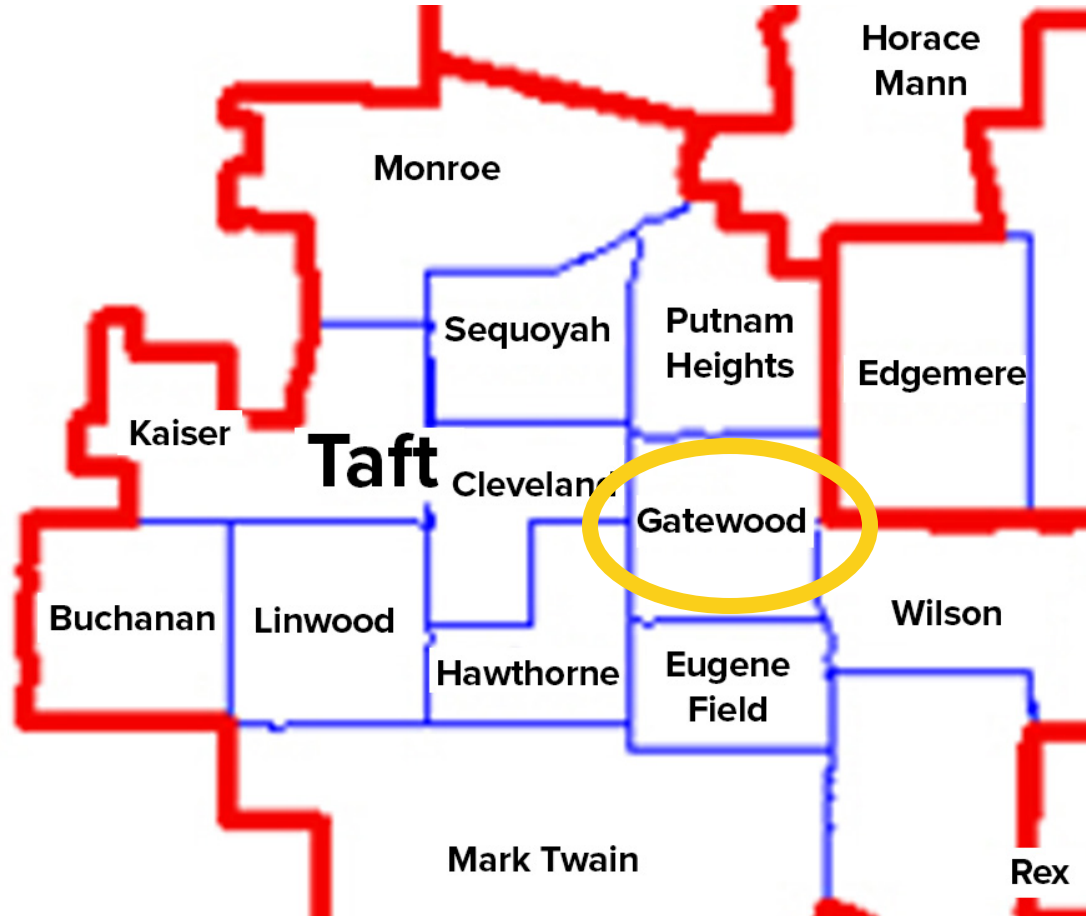 Horace
Mann
Monroe
Sequoyah
Putnam
Heights
Edgemere
Kaiser
Taft
Cleveland
Gatewood
Buchanan
Linwood
Wilson
Hawthorne
Eugene
Field
Mark Twain
Rex